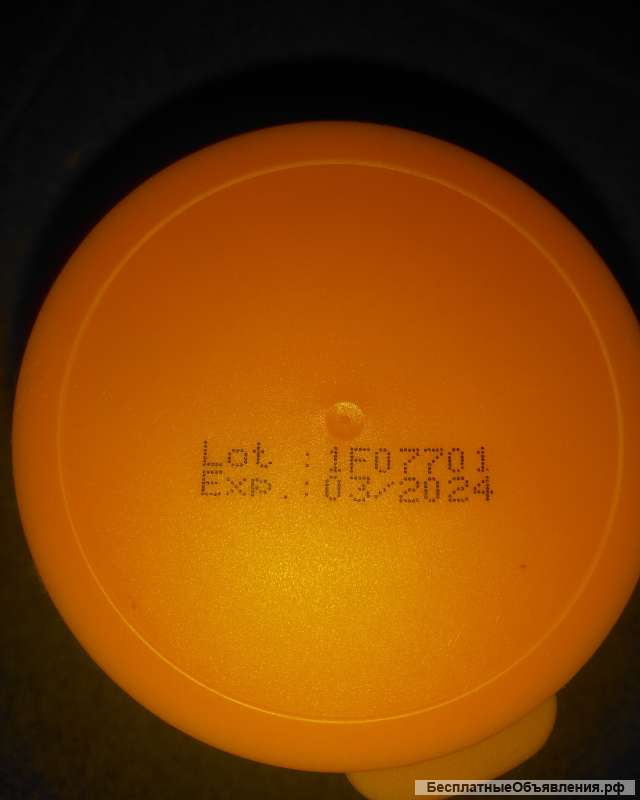 Lot : 1F07701
Exp.: 03/2024
БесплатныеОбъявления.рф